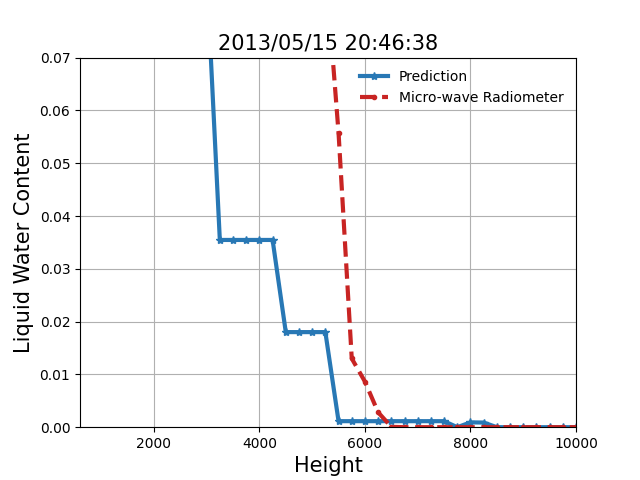 2013/05/15 20:46:38
Prediction
Micro-wave Radiometer
Liquid Water Content
0.07
0.06
0.05
0.04
0.03
0.02
0.01
0.00
2000 4000 6000 8000 10000
Height